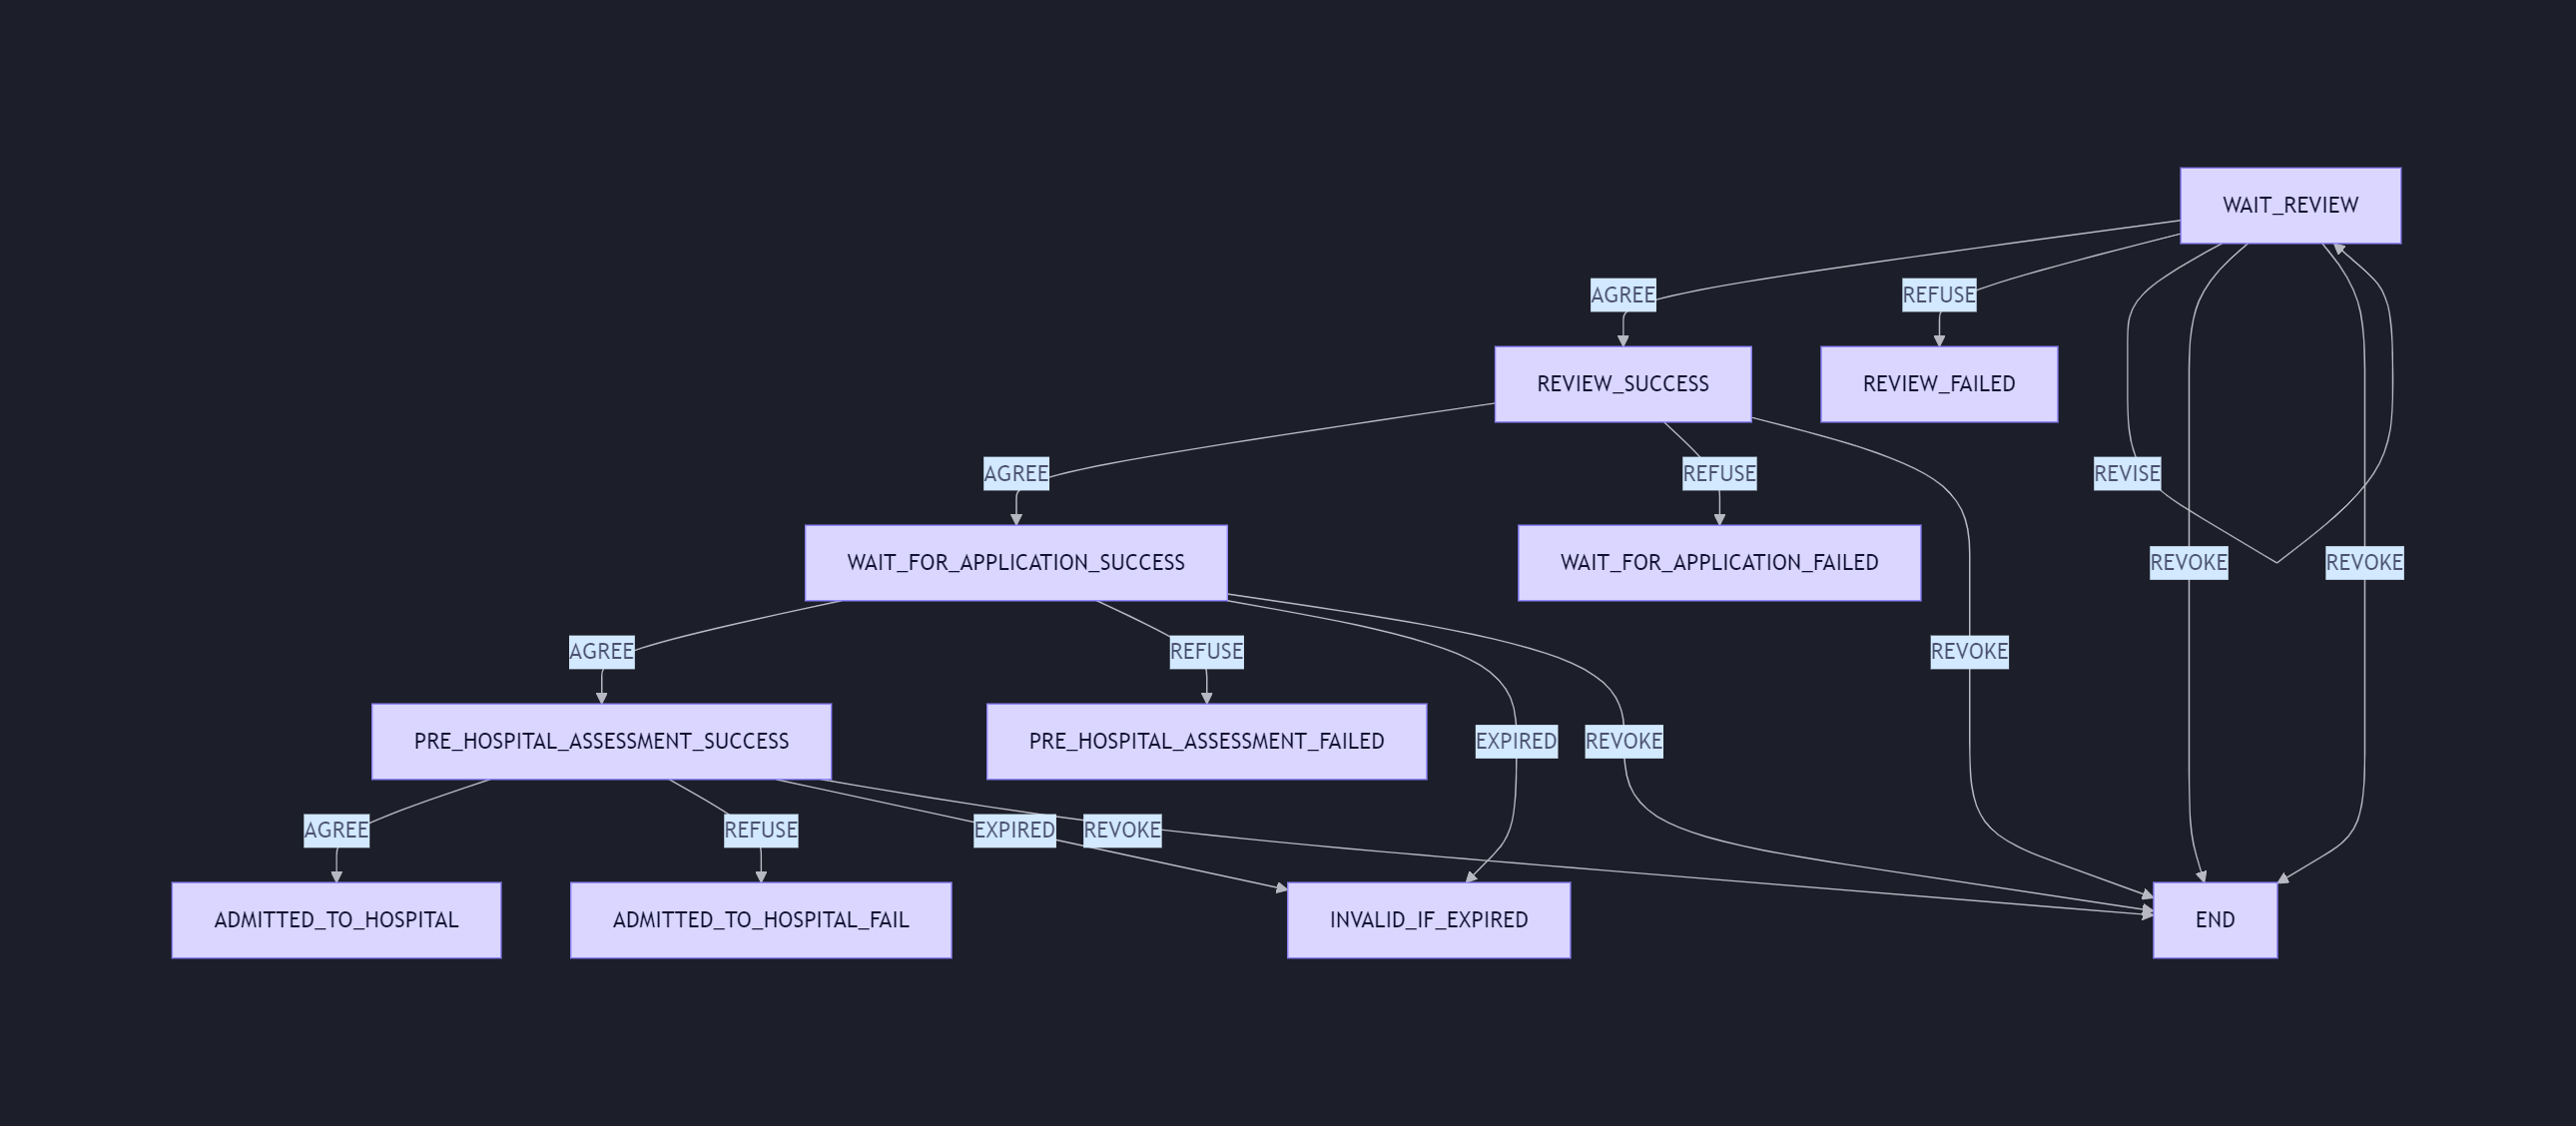 WAIT_REVIEW
AGREE
REFUSE
REVIEW_SUCCESS
REVIEW_FAILED
AGREE
REFUSE
REVISE
WAIT_FOR_APPLICATION_SUCCESS
WAIT_FOR_APPLICATION_FAILED
REVOKE
REVOKE
AGREE
REFUSE
REVOKE
PRE_HOSPITAL_ASSESSMENT_SUCCESS
PRE_HOSPITAL_ASSESSMENT_FAILED
EXPIRED
REVOKE
AGREE
REFUSE
EXPIRED
REVOKE
ADMITTED_TO_HOSPITAL
ADMITTED_TO_HOSPITAL_FAIL
INVALID_IF_EXPIRED
END